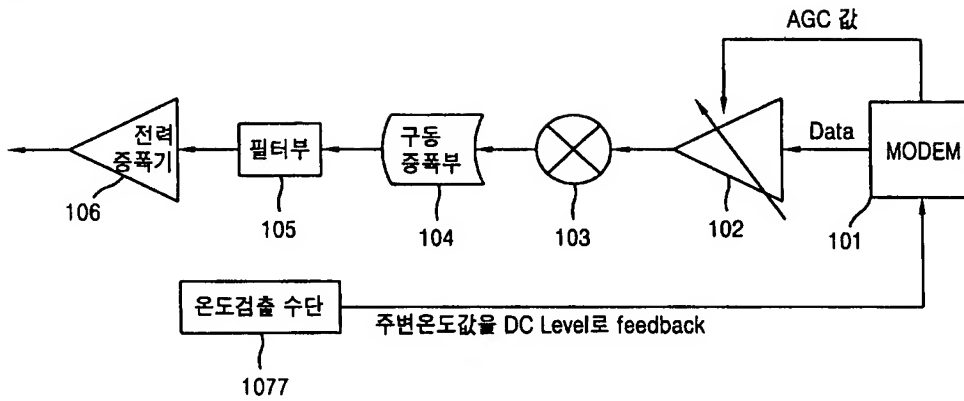 AGC 값
전력
증폭기
필터부
구동
증폭부
Data
MODEM
106
105
104
103
102
101
온도검출 수단
주변온도값을 DC Level로 feedback
1077